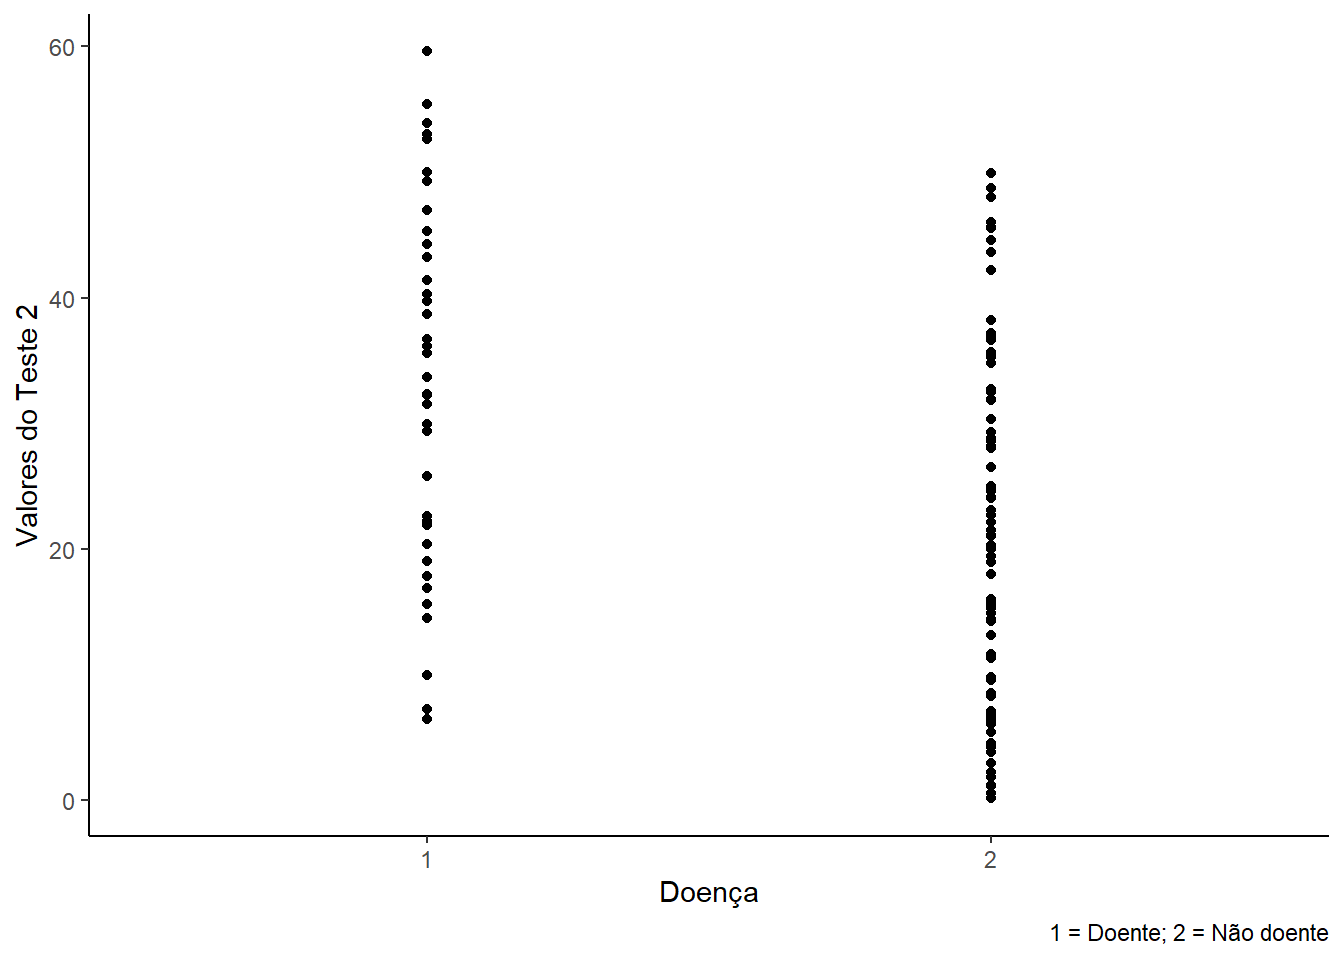 60
40
20
0
Valores do Teste 2
1
2
Doença
1 = Doente; 2 = Não doente